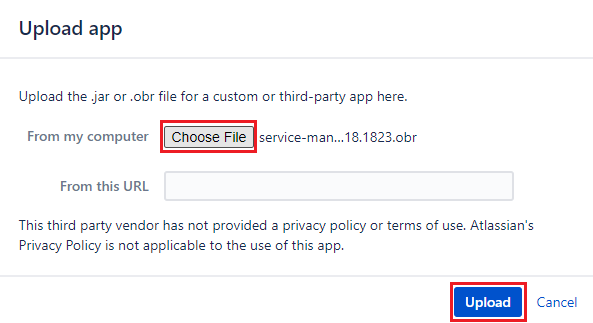 Upload app
Upload the .jar or .obr file for a custom or third-party app here.
From my computer Choose File service-man...18.1823.obr
From this URL
This third party vendor has not provided a privacy policy or terms of use. Atlassian's
Privacy Policy is not applicable to the use of this app.
Upload Cancel